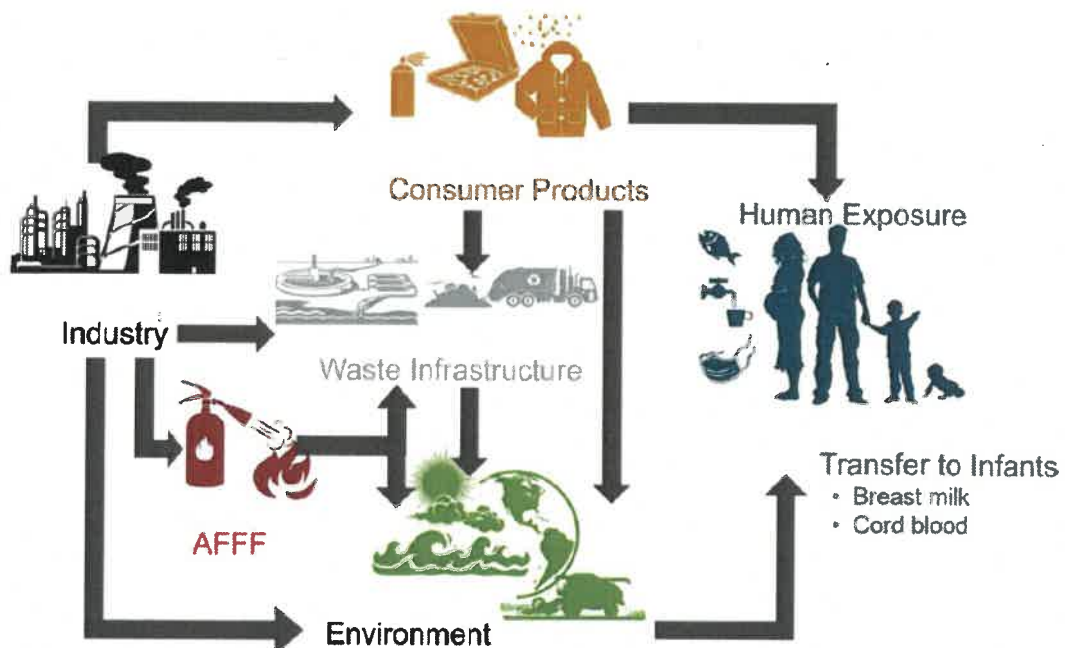 Consumer Products
Human Exposure
Industry
Waste Infrastructure
AFFF
Transfer to Infants
• Breast milk
• Cord blood
Environment